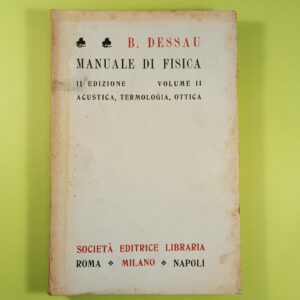 B. DESSAU
MANUALE DI FISICA
II EDIZIONE VOLUME II
ACUSTICA, TERMOLOGIA, OTTICA
SOCIETÀ EDITRICE LIBRARIA
ROMA MILANO NAPOLI